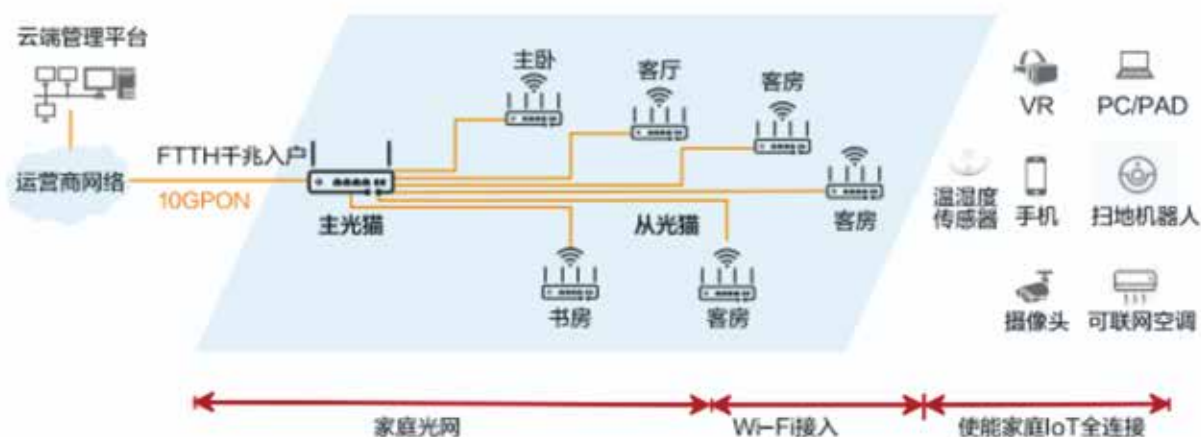 云端管理平台
运营商网络
FTTH千兆入户
10GPON
主光猫
主卧
客厅
客房
客房
从光猫
书房
客房
VR
PC/PAD
温湿度
传感器
手机
扫地机器人
摄像头
可联网空调
家庭光网
Wi-Fi接入
使能家庭IoT全连接